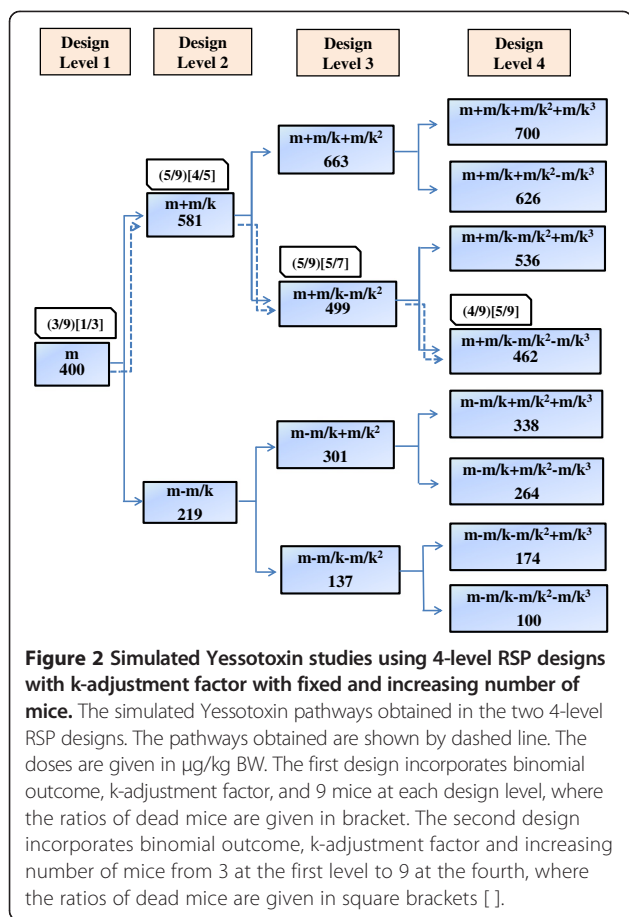 Design Level 1
Design Level 2
Design Level 3
Design Level 4
m+m/k+m/k²+m/k³
700
m+m/k+m/k²
663
(5/9)[4/5]
m+m/k+m/k²-m/k³
626
m+m/k
581
(5/9)[5/7]
m+m/k-m/k²+m/k³
536
m+m/k-m/k²
499
(3/9)[1/3]
(4/9)[5/9]
m
400
m+m/k-m/k²-m/k³
462
m-m/k+m/k²+m/k³
338
m-m/k+m/k²
301
m-m/k+m/k²-m/k³
264
m-m/k
219
m-m/k-m/k²+m/k³
174
m-m/k-m/k²
137
m-m/k-m/k²-m/k³
100
Figure 2 Simulated Yessotoxin studies using 4-level RSP designs
with k-adjustment factor with fixed and increasing number of
mice. The simulated Yessotoxin pathways obtained in the two 4-level
RSP designs. The pathways obtained are shown by dashed line. The
doses are given in µg/kg BW. The first design incorporates binomial
outcome, k-adjustment factor, and 9 mice at each design level, where
the ratios of dead mice are given in bracket. The second design
incorporates binomial outcome, k-adjustment factor and increasing
number of mice from 3 at the first level to 9 at the fourth, where
the ratios of dead mice are given in square brackets [ ].